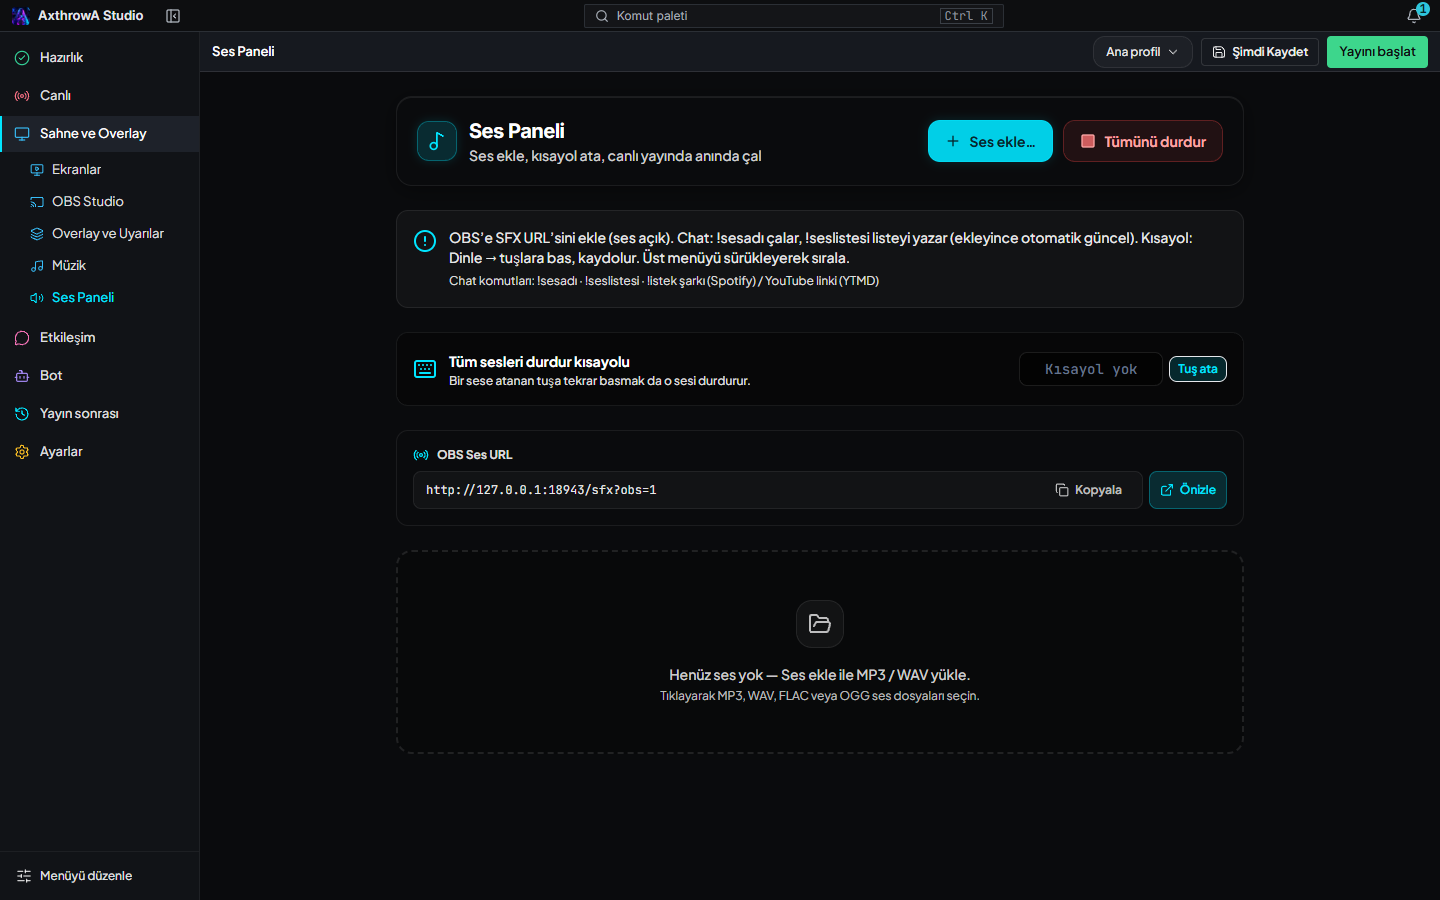 AxthrowA Studio
Komut paleti
Ctrl K
1
Hazırlık
Canlı
Sahne ve Overlay
Ekranlar
OBS Studio
Overlay ve Uyarılar
Müzik
Ses Paneli
Etkileşim
Bot
Yayın sonrası
Ayarlar
Menüyü düzenle
Ses Paneli
Ana profil
Şimdi Kaydet
Yayını başlat
Ses Paneli
Ses ekle, kısayol ata, canlı yayında anında çal
Ses ekle…
Tümünü durdur
OBS’e SFX URL’sini ekle (ses açık). Chat: !sesadı çalar, !seslistesi listeyi yazar (ekleyince otomatik güncel). Kısayol:
Dinle → tuşlara bas, kaydolur. Üst menüyü sürükleyerek sırala.
Chat komutları: !sesadı · !seslistesi · !istek şarkı (Spotify) / YouTube linki (YTMD)
Tüm sesleri durdur kısayolu
Bir sese atanan tuşa tekrar basmak da o sesi durdurur.
Kısayol yok
Tuş ata
OBS Ses URL
http://127.0.0.1:18943/sfx?obs=1
Kopyala
Önizle
Henüz ses yok — Ses ekle ile MP3 / WAV yükle.
Tıklayarak MP3, WAV, FLAC veya OGG ses dosyaları seçin.